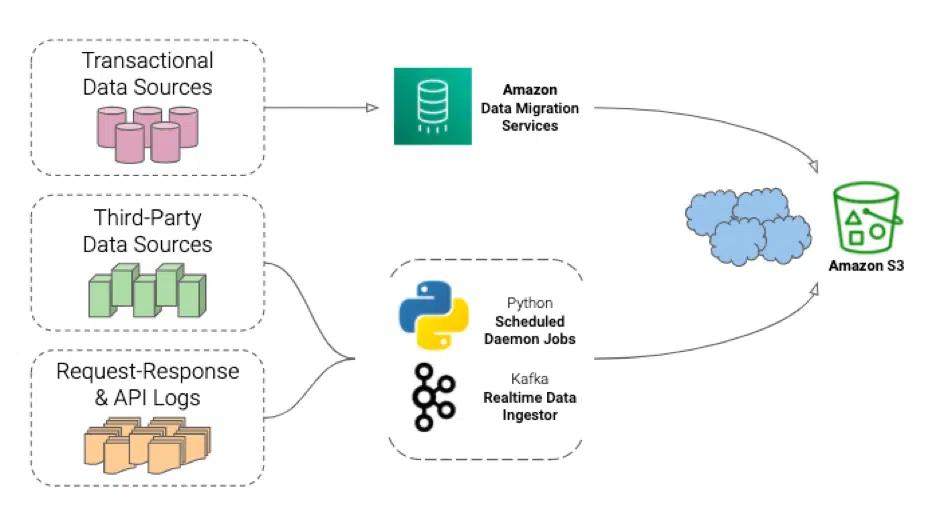 Transactional
Data Sources
Amazon
Data Migration
Services
Third-Party
Data Sources
Amazon S3
Python
Scheduled
Daemon Jobs
Request-Response
& API Logs
Kafka
Realtime Data
Ingestor